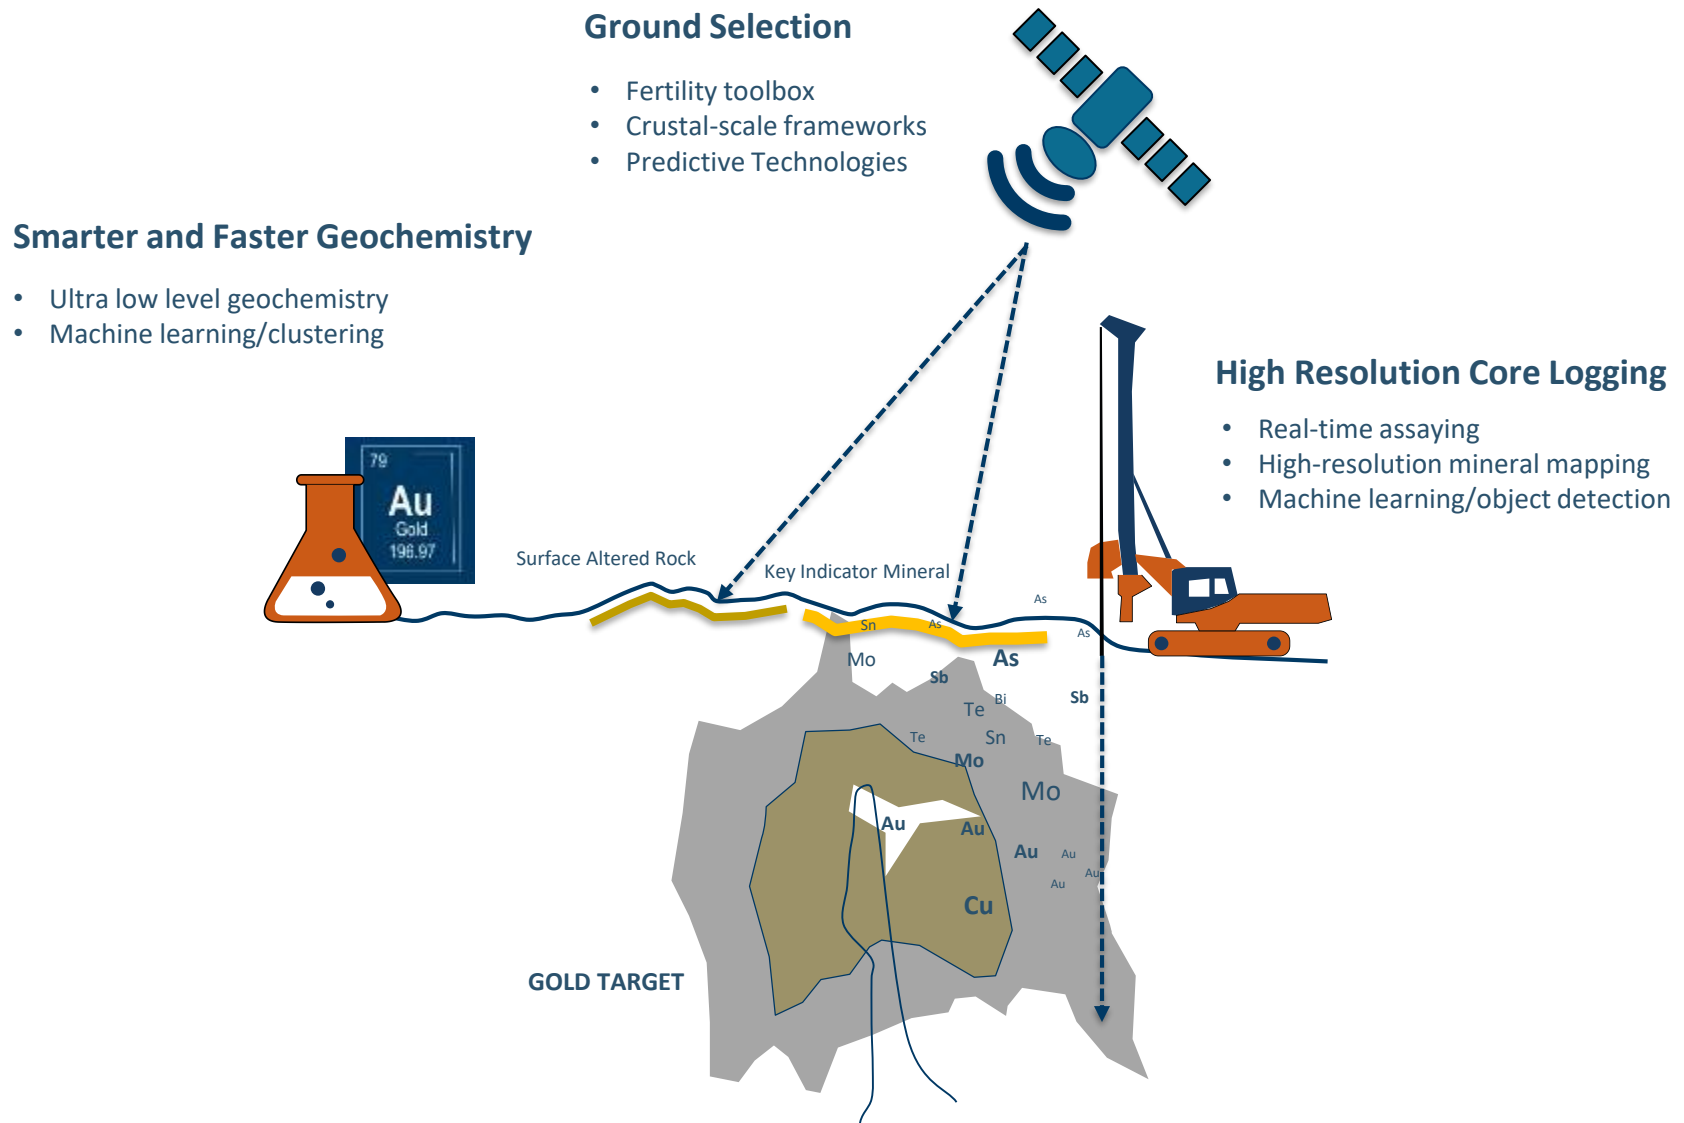 Ground Selection
• Fertility toolbox
• Crustal-scale frameworks
• Predictive Technologies
Smarter and Faster Geochemistry
• Ultra low level geochemistry
• Machine learning/clustering
High Resolution Core Logging
• Real-time assaying
• High-resolution mineral mapping
• Machine learning/object detection
79
Au
Gold
196.97
Surface Altered Rock
Key Indicator Mineral
As
Sn
As
As
Mo
As
Sb
Bi
Sb
Te
Te
Sn
Te
Mo
Mo
Au
Au
Au
Au
Au
Au
Cu
GOLD TARGET